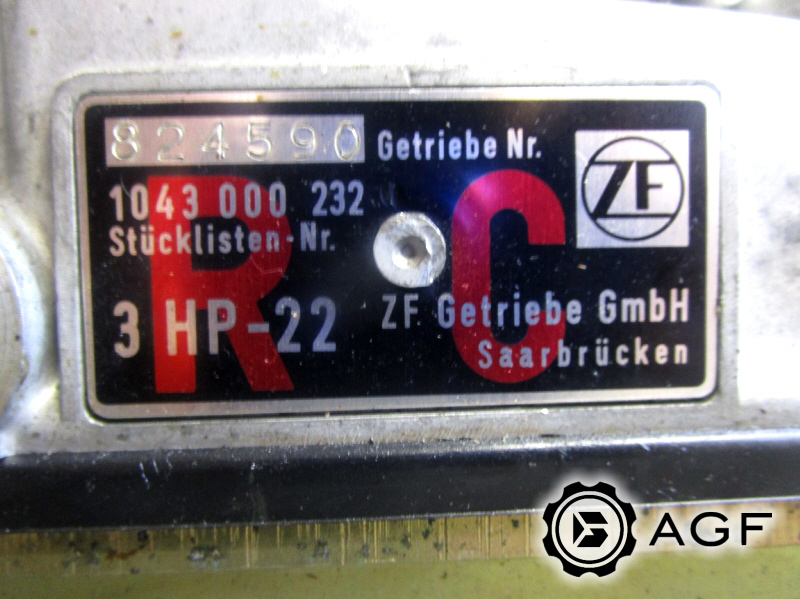 824590 Getriebe Nr.
ZF
1043 000 232
Stücklisten-Nr.
R C
3 HP-22
ZF Getriebe GmbH
Saarbrücken
AGF